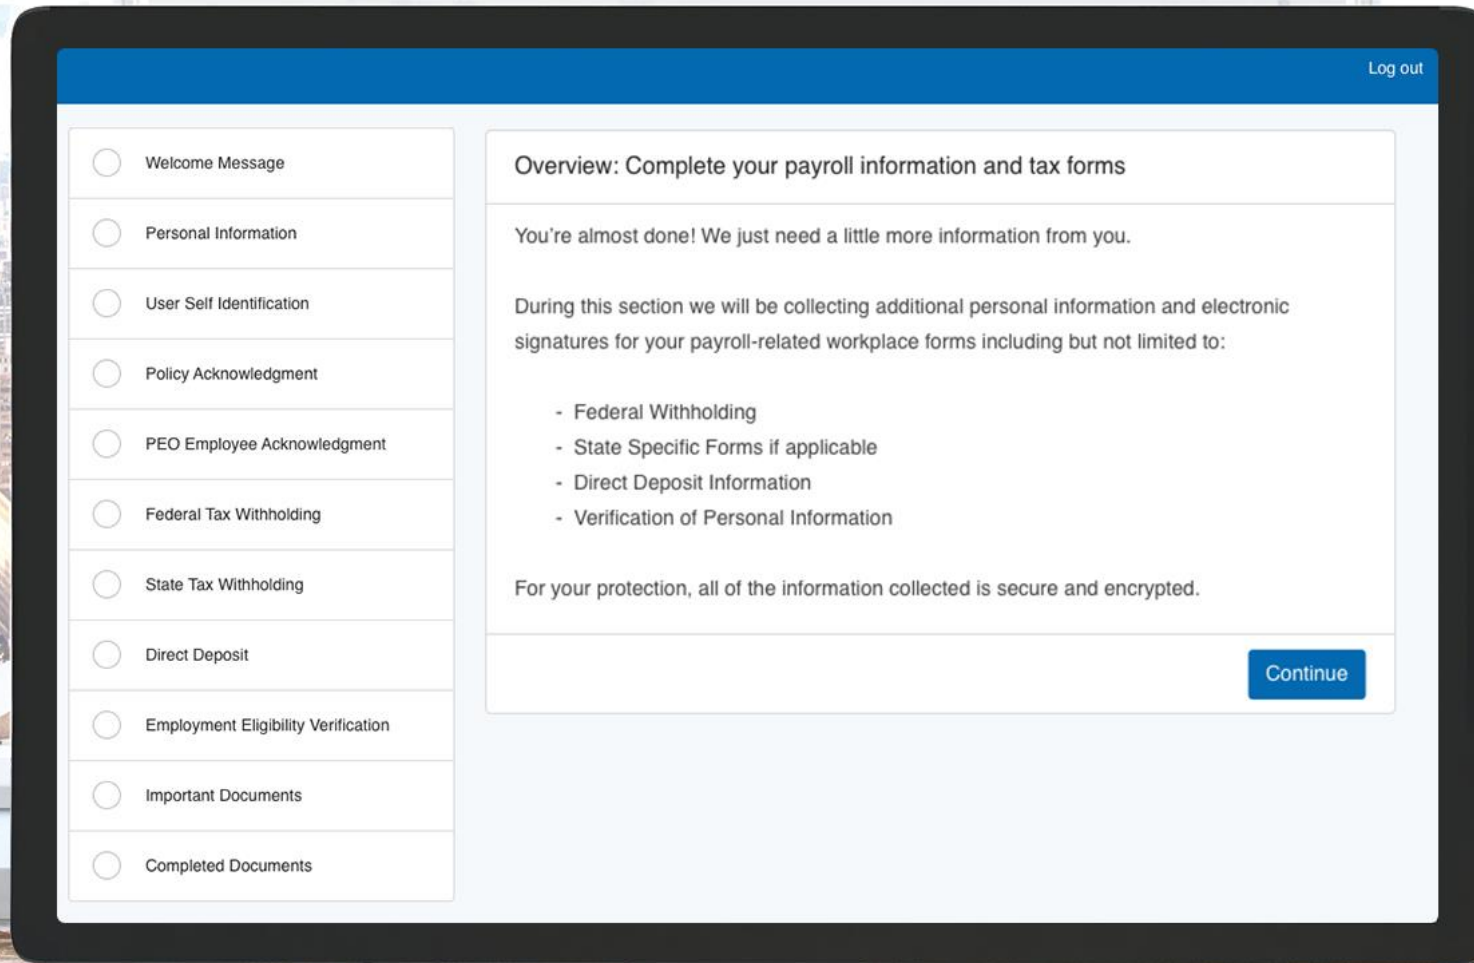 Log out
Welcome Message
Personal Information
User Self Identification
Policy Acknowledgment
PEO Employee Acknowledgment
Federal Tax Withholding
State Tax Withholding
Direct Deposit
Employment Eligibility Verification
Important Documents
Completed Documents
Overview: Complete your payroll information and tax forms
You're almost done! We just need a little more information from you.
During this section we will be collecting additional personal information and electronic
signatures for your payroll-related workplace forms including but not limited to:
- Federal Withholding
- State Specific Forms if applicable
- Direct Deposit Information
- Verification of Personal Information
For your protection, all of the information collected is secure and encrypted.
Continue